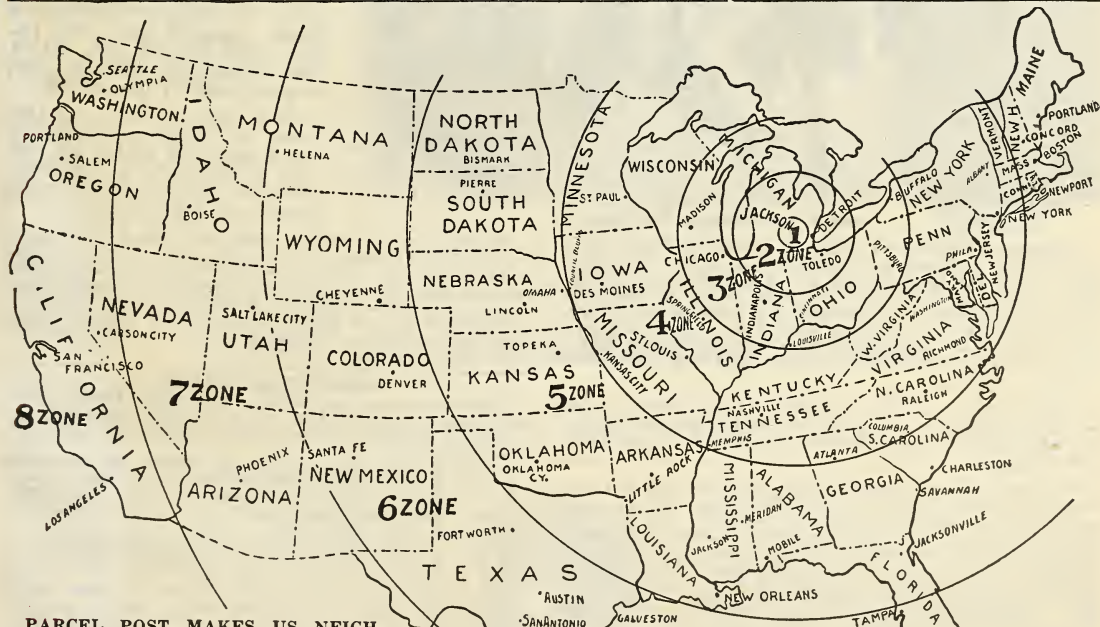 SEATTLE
OLYMPIA
WASHINGTON
PORTLAND
SALEM
OREGON
IDAHO
BOISE
MONTANA
HELENA
WYOMING
CHEYENNE
NORTH
DAKOTA
BISMARK
PIERRE
SOUTH
DAKOTA
NEBRASKA
OMAHA
LINCOLN
MINNESOTA
ST PAUL
WISCONSIN
MADISON
MICHIGAN
JACKSON
1
DETROIT
2 ZONE
TOLEDO
CHICAGO
3 ZONE
IOWA
DES MOINES
COUNCIL BLUFFS
ILLINOIS
SPRINGFIELD
4 ZONE
INDIANAPOLIS
INDIANA
CINCINNATI
OHIO
LOUISVILLE
BUFFALO
NEW YORK
ALBANY
VERMONT
NEW H.
MAINE
PORTLAND
CONCORD
MASS
BOSTON
CONN
NEWPORT
NEW YORK
PENN
PITTSBURG
PHILA
NEW JERSEY
DEL
WASHINGTON
W. VIRGINIA
VIRGINIA
RICHMOND
CALIFORNIA
NEVADA
CARSON CITY
SAN
FRANCISCO
8 ZONE
LOS ANGELES
SALT LAKE CITY
UTAH
7 ZONE
COLORADO
DENVER
TOPEKA
KANSAS
5 ZONE
MISSOURI
ST LOUIS
KANSAS CITY
KENTUCKY
NASHVILLE
TENNESSEE
MEMPHIS
N. CAROLINA
RALEIGH
COLUMBIA
S. CAROLINA
CHARLESTON
PHOENIX
ARIZONA
SANTA FE
NEW MEXICO
6 ZONE
OKLAHOMA
OKLAHOMA
CY.
ARKANSAS
LITTLE ROCK
MISSISSIPPI
JACKSON
ALABAMA
MERIDAN
MOBILE
ATLANTA
GEORGIA
SAVANNAH
JACKSONVILLE
FLORIDA
TAMPA
FORT WORTH
TEXAS
AUSTIN
SAN ANTONIO
GALVESTON
LOUISIANA
NEW ORLEANS
PARCEL POST MAKES US NEIGH